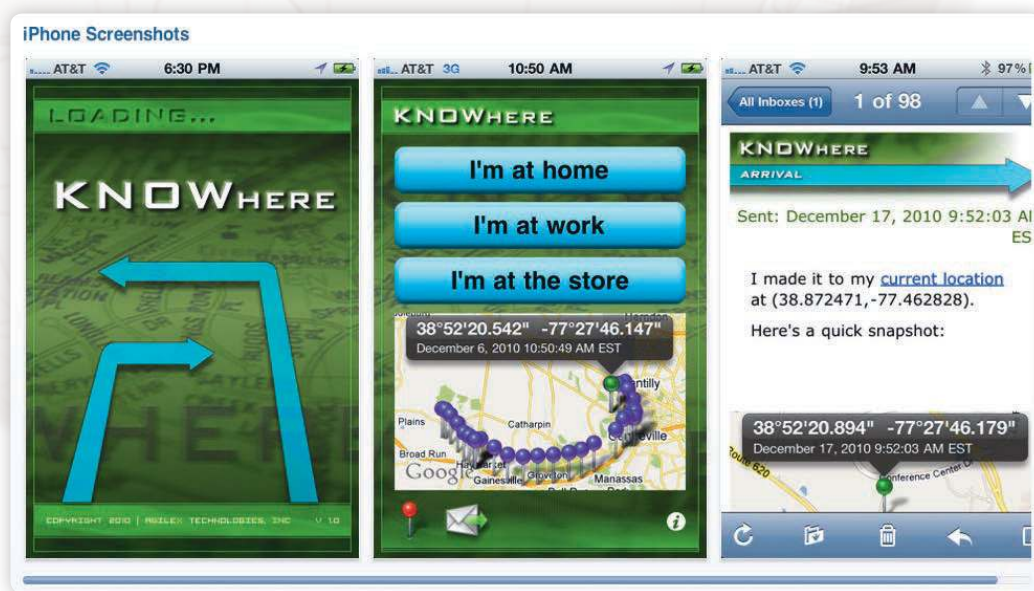 iPhone Screenshots
AT&T 6:30 PM
LOADING...
KNOWHERE
COPYRIGHT 2010 | AGILEX TECHNOLOGIES, INC V 1.0
AT&T 3G 10:50 AM
KNOWHERE
I'm at home
I'm at work
I'm at the store
Herndon
38°52'20.542" -77°27'46.147"
December 6, 2010 10:50:49 AM EST
antilly
Plains
Catharpin
Broad Run
Google
Gainesville
Groveton
Manassas
AT&T 9:53 AM 97%
All Inboxes (1) 1 of 98
KNOWHERE
ARRIVAL
Sent: December 17, 2010 9:52:03 A
ES
I made it to my current location
at (38.872471,-77.462828).
Here's a quick snapshot:
38°52'20.894" -77°27'46.179"
December 17, 2010 9:52:03 AM EST
Route 620
Conference Center